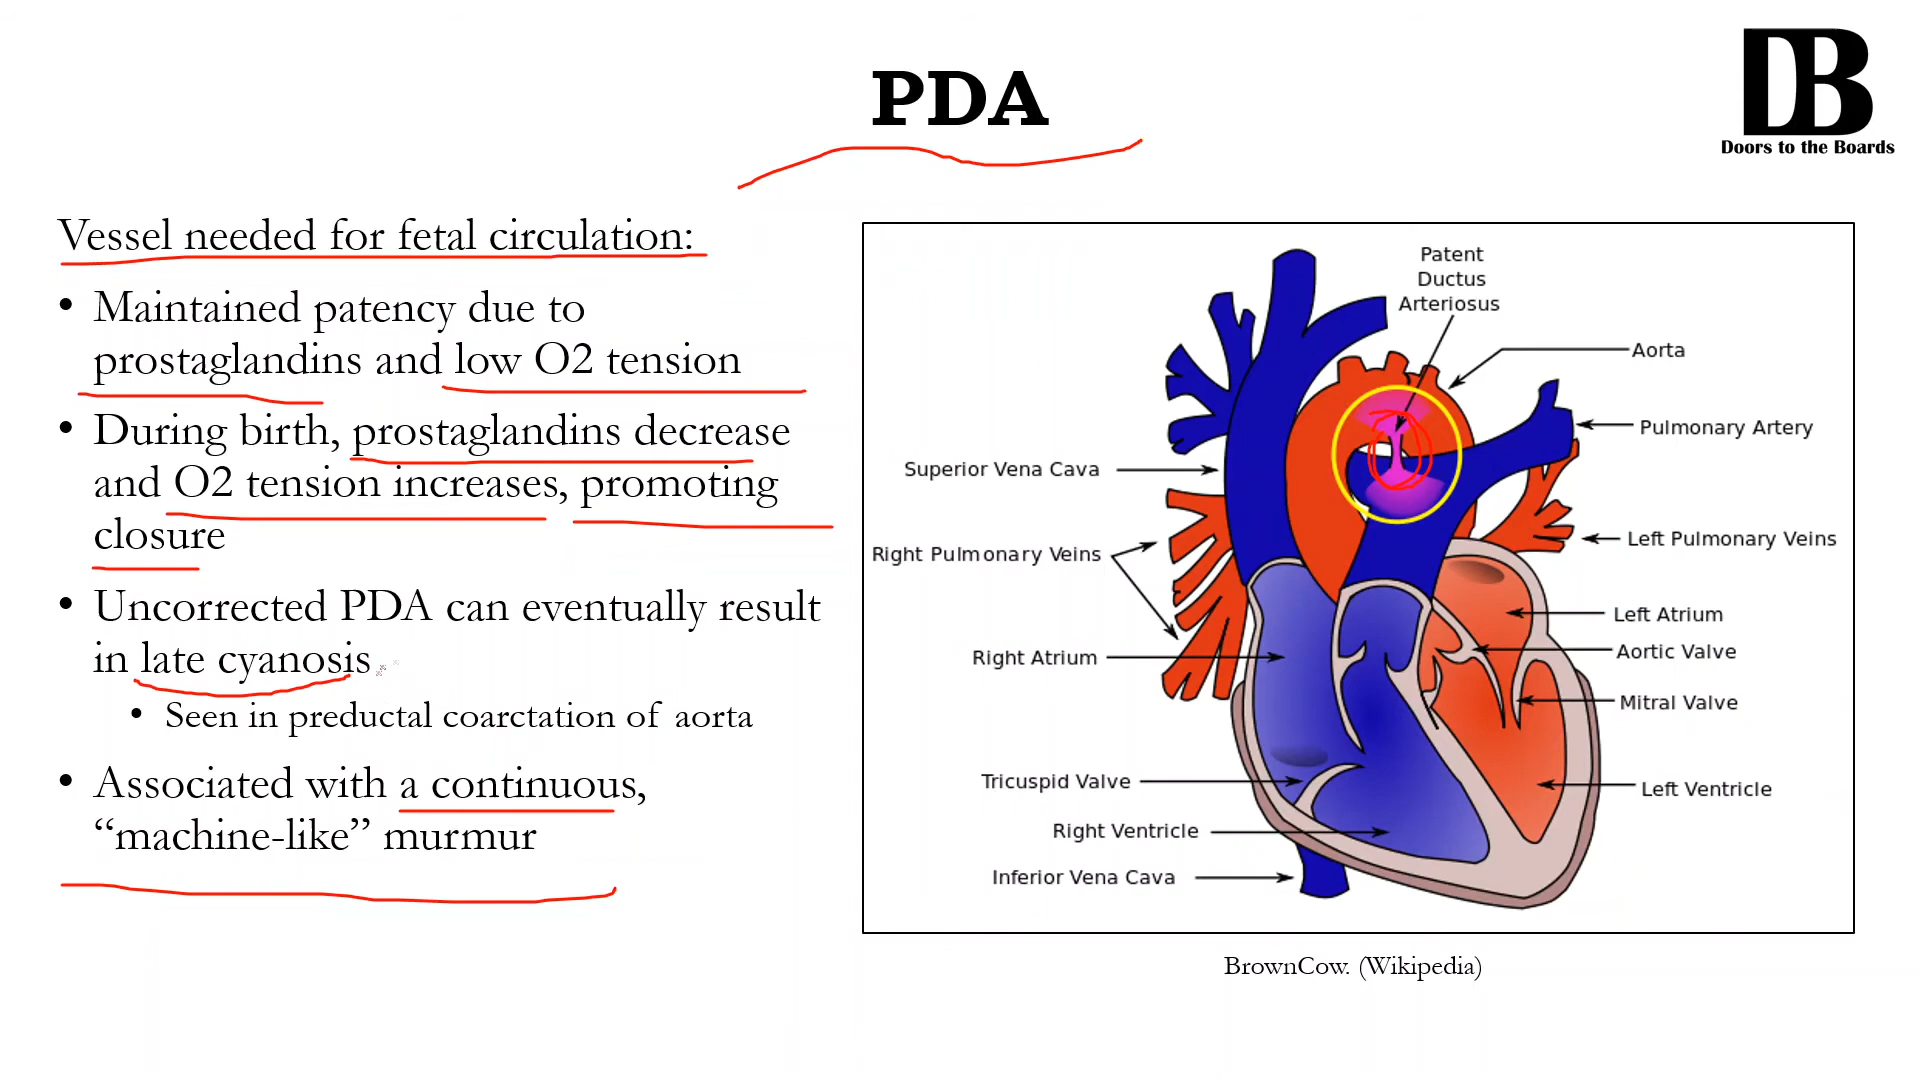 PDA
DB
Doors to the Boards
Vessel needed for fetal circulation:
• Maintained patency due to
prostaglandins and low O2 tension
• During birth, prostaglandins decrease
and O2 tension increases, promoting
closure
• Uncorrected PDA can eventually result
in late cyanosis.
• Seen in preductal coarctation of aorta
• Associated with a continuous,
“machine-like” murmur
Patent
Ductus
Arteriosus
Aorta
Pulmonary Artery
Superior Vena Cava
Left Pulmonary Veins
Right Pulmonary Veins
Left Atrium
Aortic Valve
Right Atrium
Mitral Valve
Tricuspid Valve
Left Ventricle
Right Ventricle
Inferior Vena Cava
BrownCow. (Wikipedia)